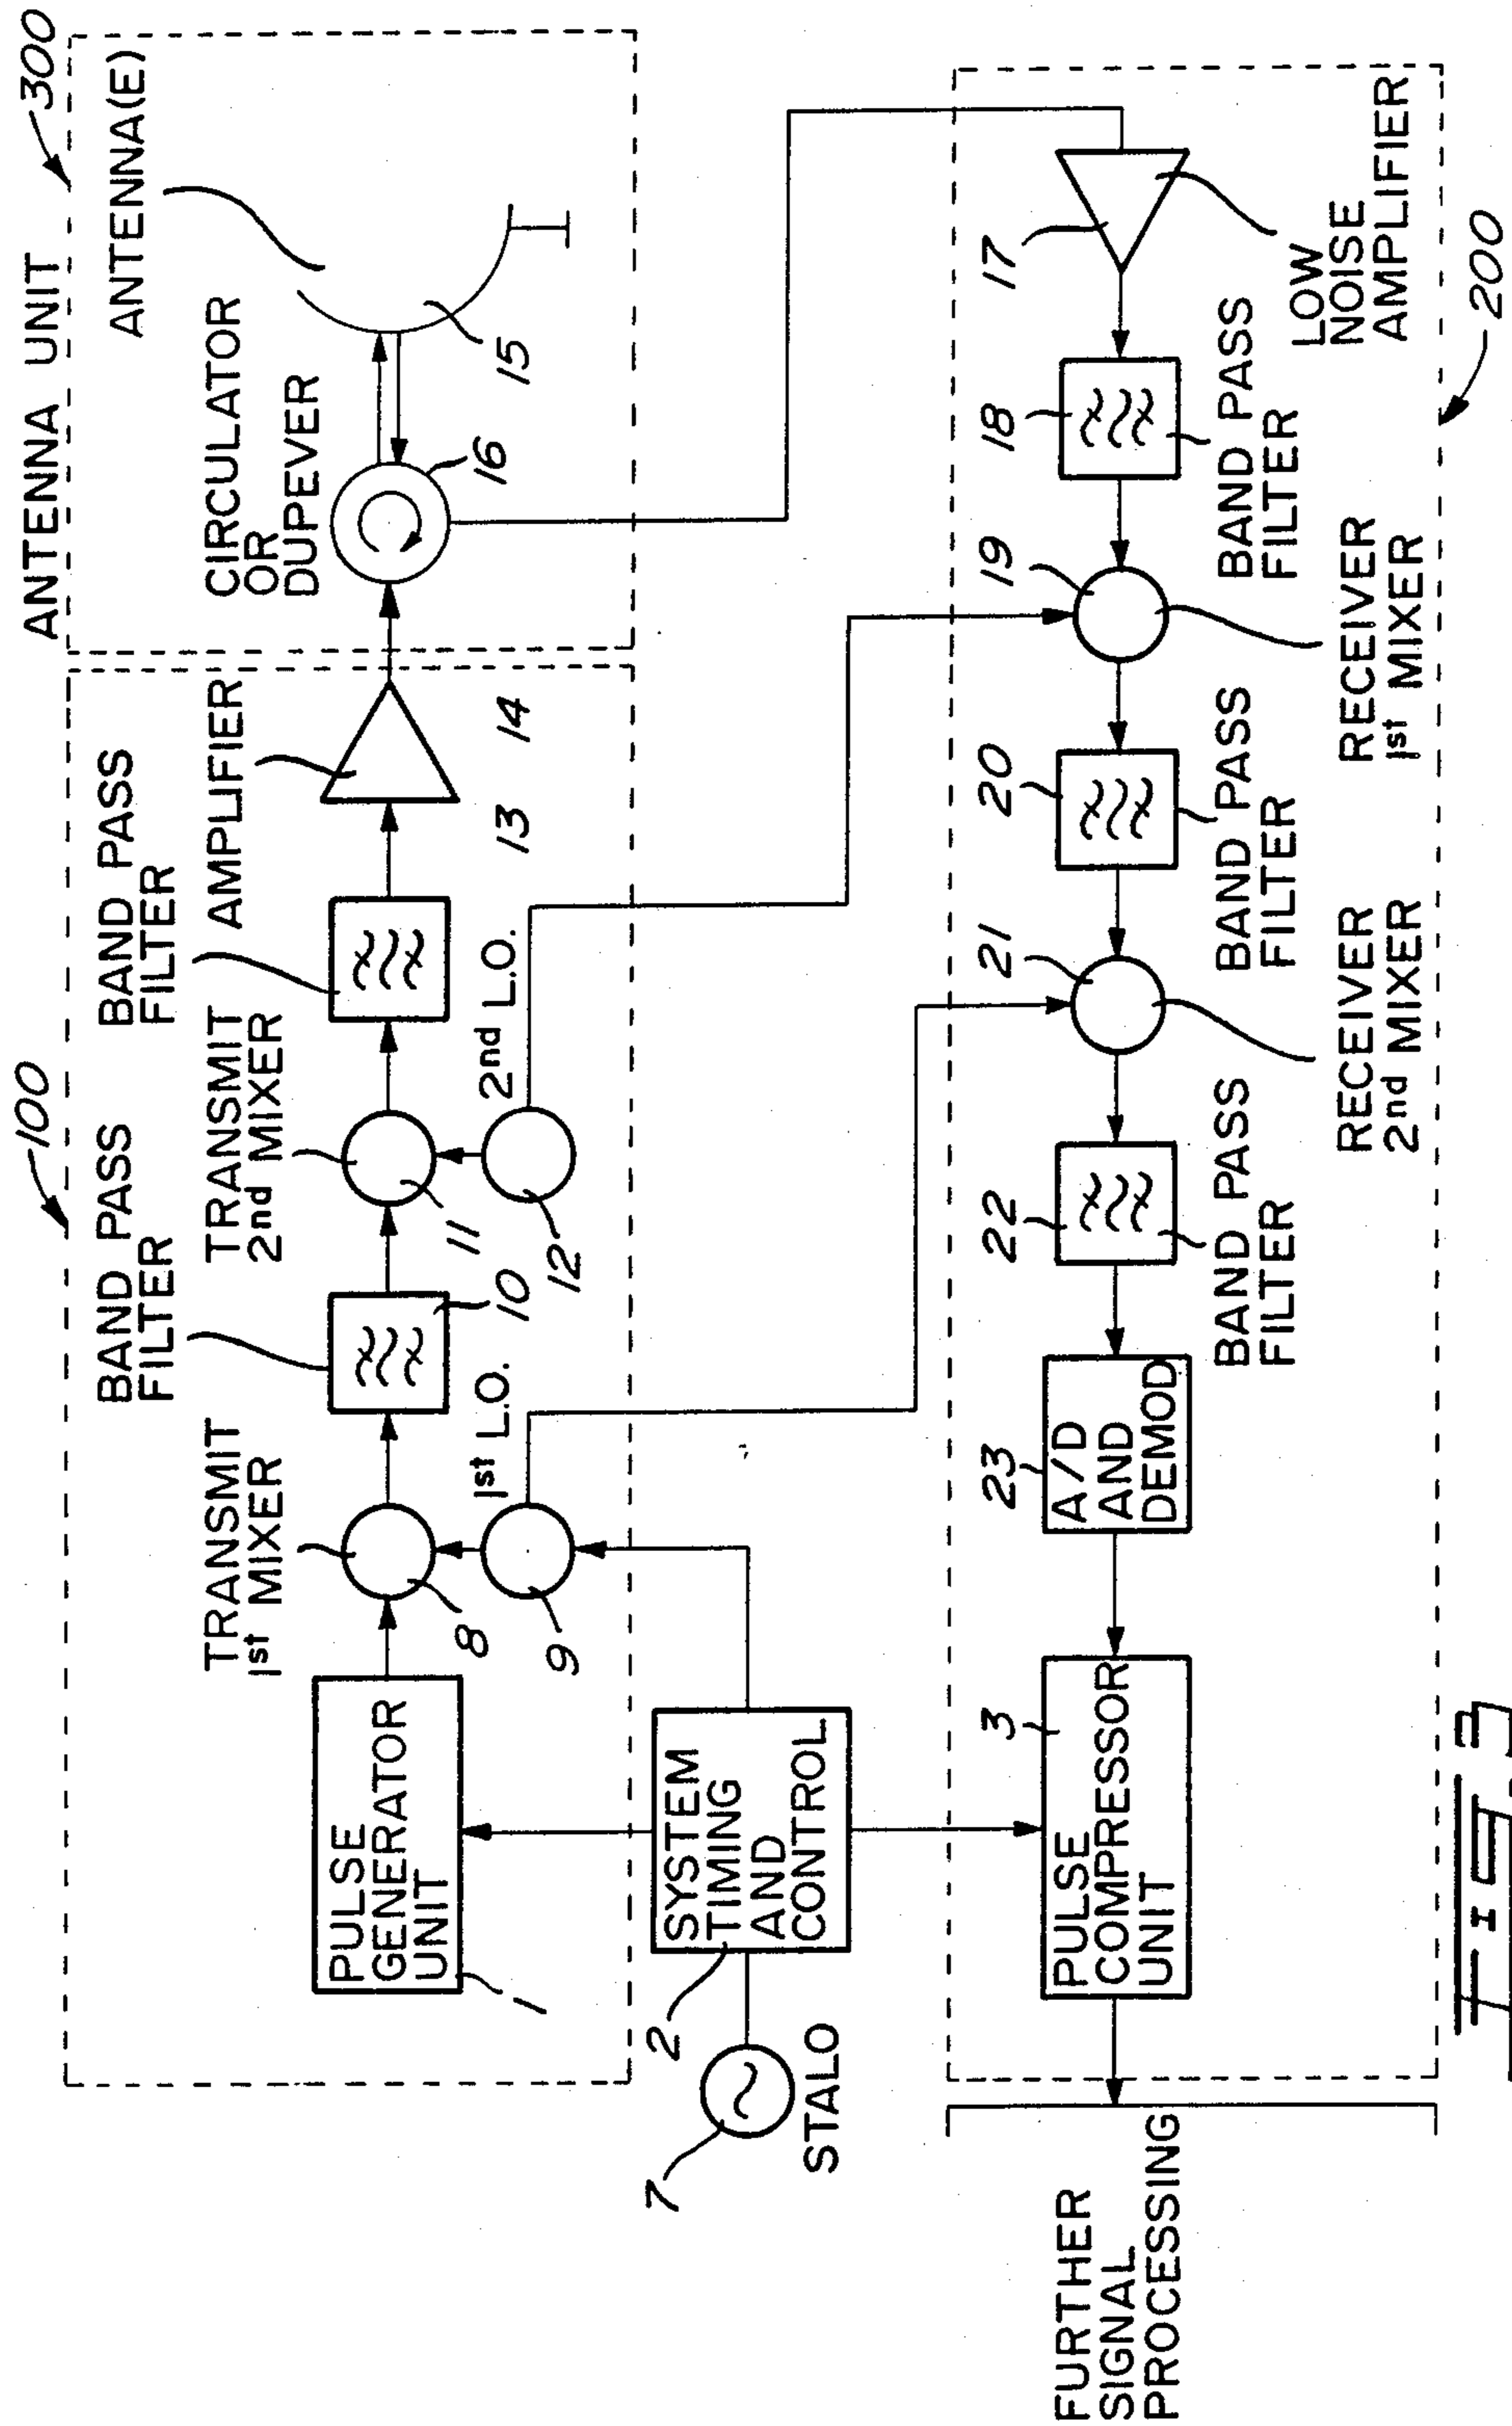 ANTENNA UNIT
300
100
ANTENNA(E)
CIRCULATOR
OR
DUPEVER
15
16
BAND PASS
FILTER
AMPLIFIER
13
14
TRANSMIT
2nd MIXER
11
2nd L.O.
12
BAND PASS
FILTER
10
TRANSMIT
1st MIXER
8
1st L.O.
9
PULSE
GENERATOR
UNIT
1
SYSTEM
TIMING
AND
CONTROL
2
7
STALO
17
LOW
NOISE
AMPLIFIER
200
18
BAND PASS
FILTER
19
RECEIVER
1st MIXER
20
BAND PASS
FILTER
21
RECEIVER
2nd MIXER
22
BAND PASS
FILTER
23
A/D
AND
DEMOD
3
PULSE
COMPRESSOR
UNIT
FURTHER
SIGNAL
PROCESSING
FIG 3